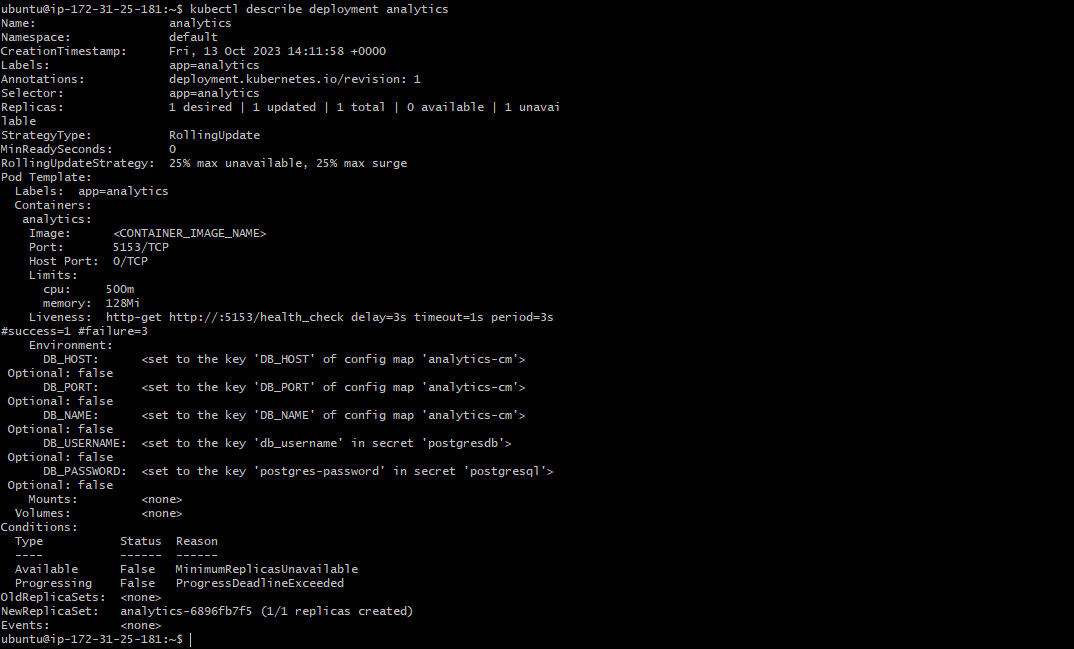 ubuntu@ip-172-31-25-181:~$ kubectl describe deployment analytics
Name:                   analytics
Namespace:              default
CreationTimestamp:      Fri, 13 Oct 2023 14:11:58 +0000
Labels:                 app=analytics
Annotations:            deployment.kubernetes.io/revision: 1
Selector:               app=analytics
Replicas:               1 desired | 1 updated | 1 total | 0 available | 1 unavai
lable
StrategyType:           RollingUpdate
MinReadySeconds:        0
RollingUpdateStrategy:  25% max unavailable, 25% max surge
Pod Template:
  Labels:  app=analytics
  Containers:
   analytics:
    Image:      <CONTAINER_IMAGE_NAME>
    Port:       5153/TCP
    Host Port:  0/TCP
    Limits:
      cpu:     500m
      memory:  128Mi
    Liveness:  http-get http://:5153/health_check delay=3s timeout=1s period=3s
#success=1 #failure=3
    Environment:
      DB_HOST:      <set to the key 'DB_HOST' of config map 'analytics-cm'>
 Optional: false
      DB_PORT:      <set to the key 'DB_PORT' of config map 'analytics-cm'>
 Optional: false
      DB_NAME:      <set to the key 'DB_NAME' of config map 'analytics-cm'>
 Optional: false
      DB_USERNAME:  <set to the key 'db_username' in secret 'postgresdb'>
 Optional: false
      DB_PASSWORD:  <set to the key 'postgres-password' in secret 'postgresql'>
 Optional: false
    Mounts:         <none>
  Volumes:          <none>
Conditions:
  Type           Status  Reason
  ----           ------  ------
  Available      False   MinimumReplicasUnavailable
  Progressing    False   ProgressDeadlineExceeded
OldReplicaSets:  <none>
NewReplicaSet:   analytics-6896fb7f5 (1/1 replicas created)
Events:          <none>
ubuntu@ip-172-31-25-181:~$